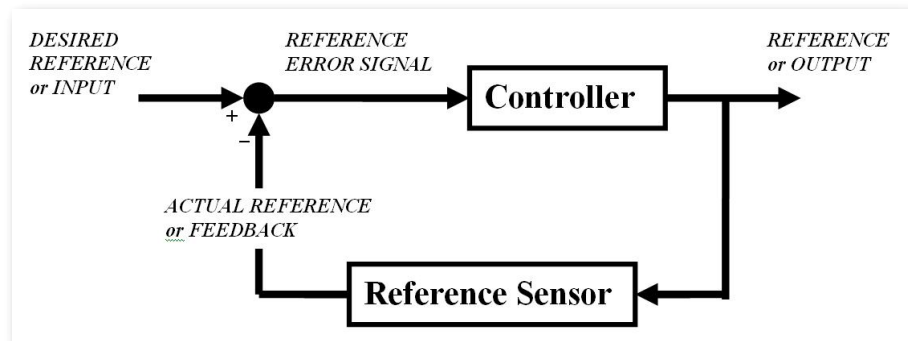 DESIRED
REFERENCE
or INPUT
REFERENCE
ERROR SIGNAL
REFERENCE
or OUTPUT
Controller
+
−
ACTUAL REFERENCE
or FEEDBACK
Reference Sensor